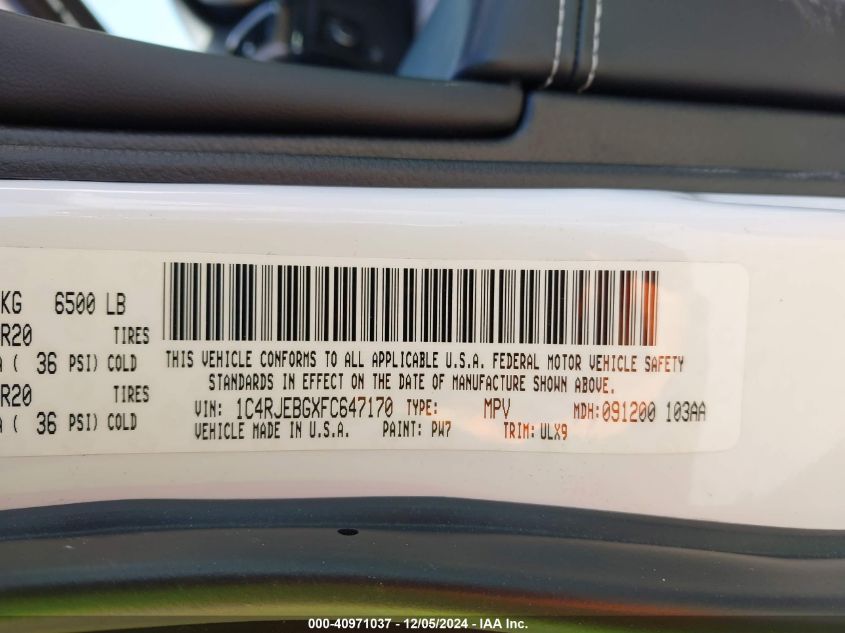 KG 6500 LB
R20 TIRES
( 36 PSI) COLD
R20 TIRES
( 36 PSI) COLD
THIS VEHICLE CONFORMS TO ALL APPLICABLE U.S.A. FEDERAL MOTOR VEHICLE SAFETY
STANDARDS IN EFFECT ON THE DATE OF MANUFACTURE SHOWN ABOVE.
VIN: 1C4RJEBGXFC647170 TYPE: MPV MDH:091200 103AA
VEHICLE MADE IN U.S.A. PAINT: PW7 TRIM: ULX9
000-40971037 - 12/05/2024 - IAA Inc.